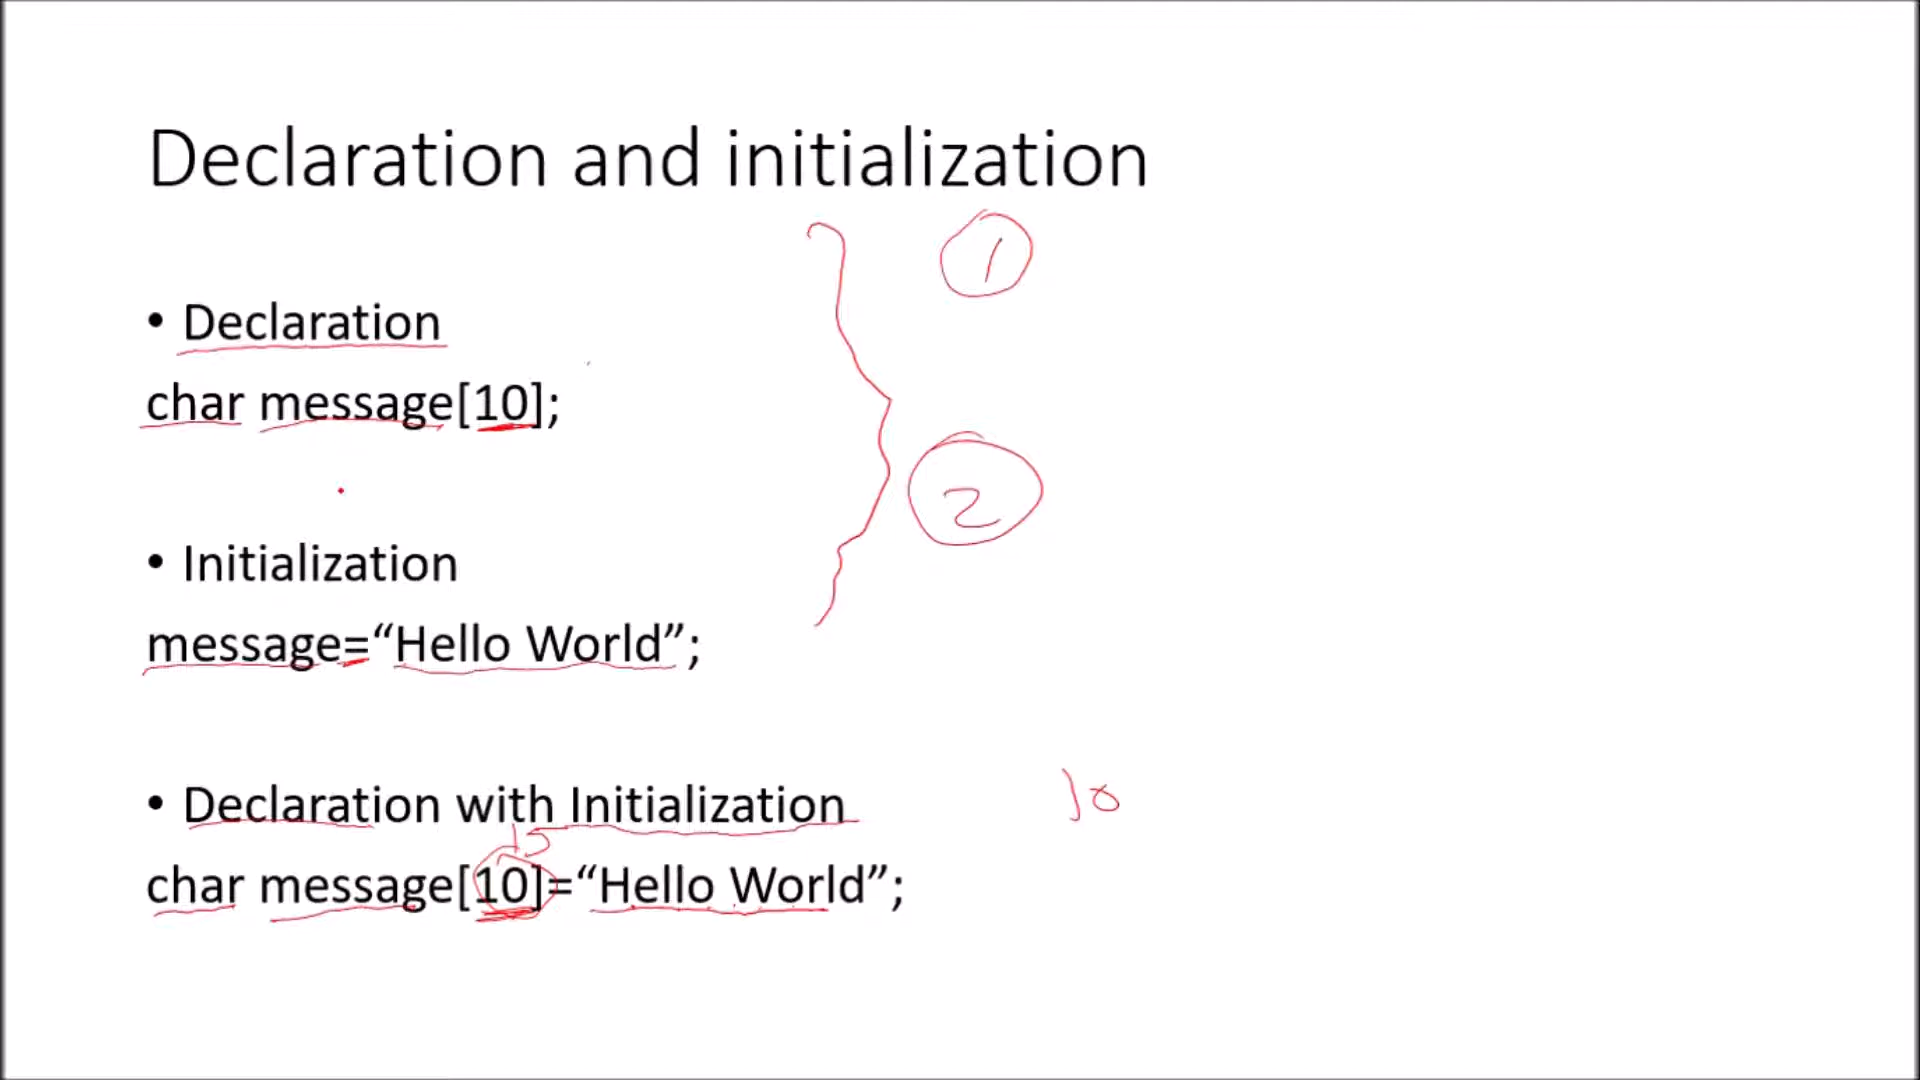 Declaration and initialization
1
• Declaration
char message[10];
2
• Initialization
message=“Hello World”;
• Declaration with Initialization
10
15
char message[10]=“Hello World”;